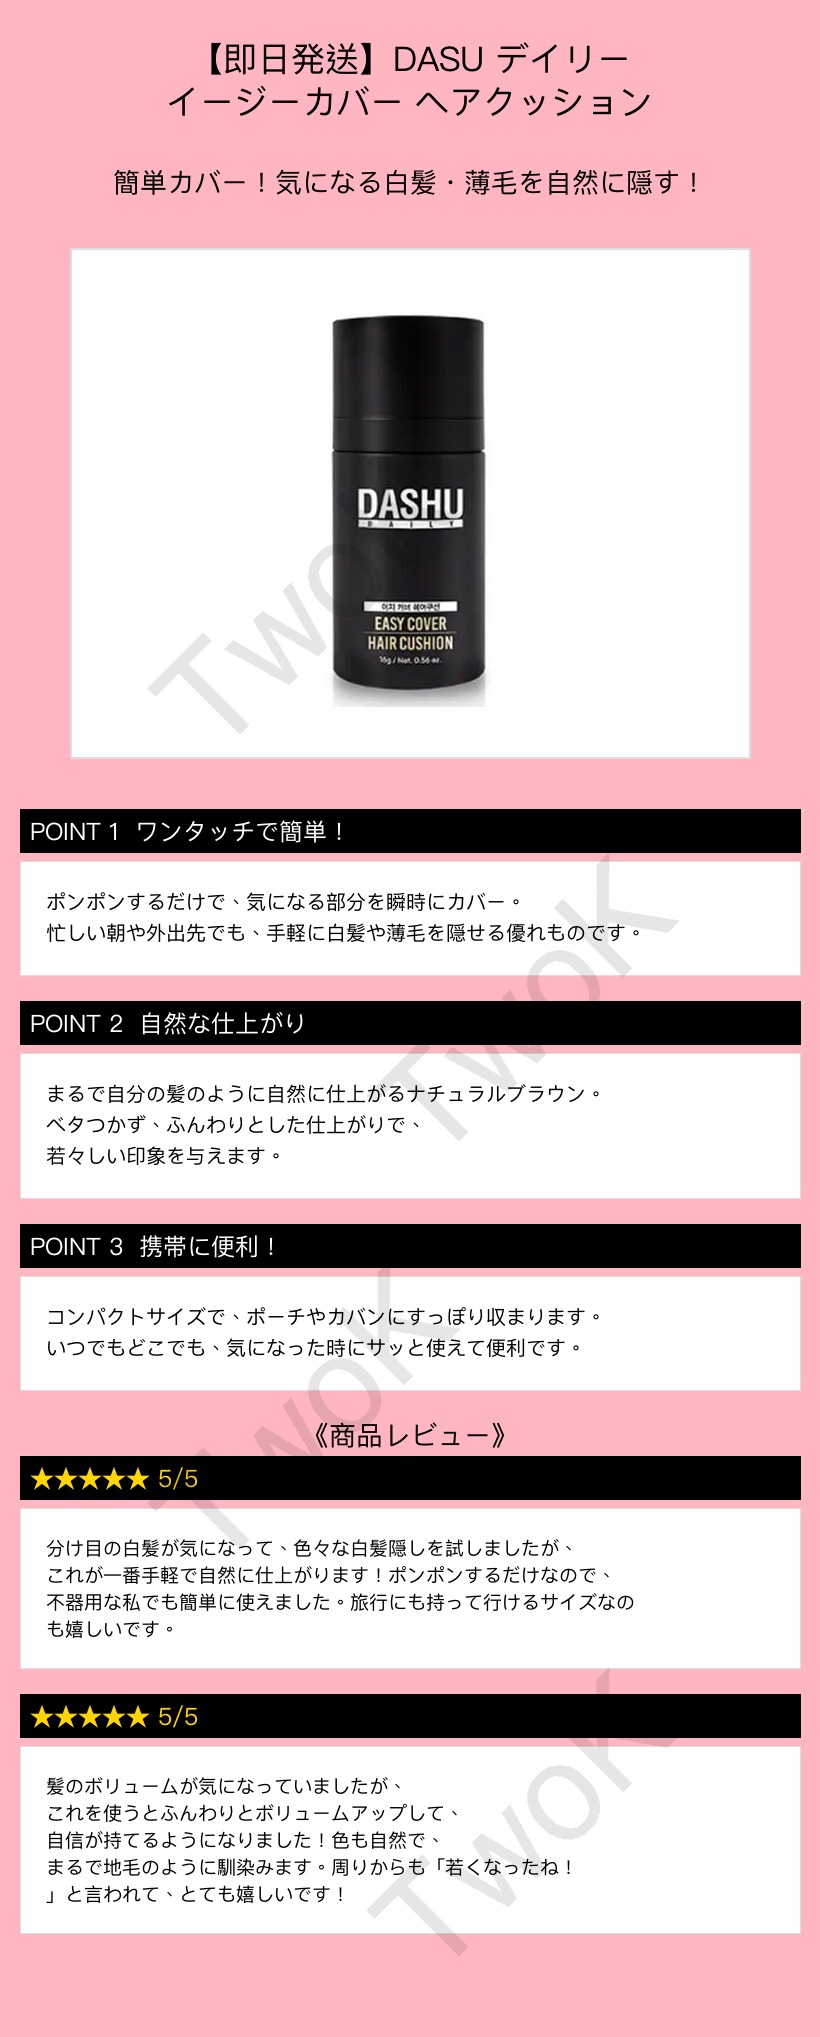 【即日発送】DASU デイリー
イージーカバー ヘアクッション
簡単カバー！気になる白髪・薄毛を自然に隠す！
DASHU
DAILY
이지 커버 헤어쿠션
EASY COVER
HAIR CUSHION
16g / Net. 0.56 oz.
TwoK
POINT 1 ワンタッチで簡単！
ポンポンするだけで、気になる部分を瞬時にカバー。
忙しい朝や外出先でも、手軽に白髪や薄毛を隠せる優れものです。
TwoK
POINT 2 自然な仕上がり
まるで自分の髪のように自然に仕上がるナチュラルブラウン。
ベタつかず、ふんわりとした仕上がりで、
若々しい印象を与えます。
POINT 3 携帯に便利！
コンパクトサイズで、ポーチやカバンにすっぽり収まります。
いつでもどこでも、気になった時にサッと使えて便利です。
TwoK
《商品レビュー》
★★★★★ 5/5
分け目の白髪が気になって、色々な白髪隠しを試しましたが、
これが一番手軽で自然に仕上がります！ポンポンするだけなので、
不器用な私でも簡単に使えました。旅行にも持って行けるサイズなの
も嬉しいです。
★★★★★ 5/5
髪のボリュームが気になっていましたが、
これを使うとふんわりとボリュームアップして、
自信が持てるようになりました！色も自然で、
まるで地毛のように馴染みます。周りからも「若くなったね！
」と言われて、とても嬉しいです！
TwoK